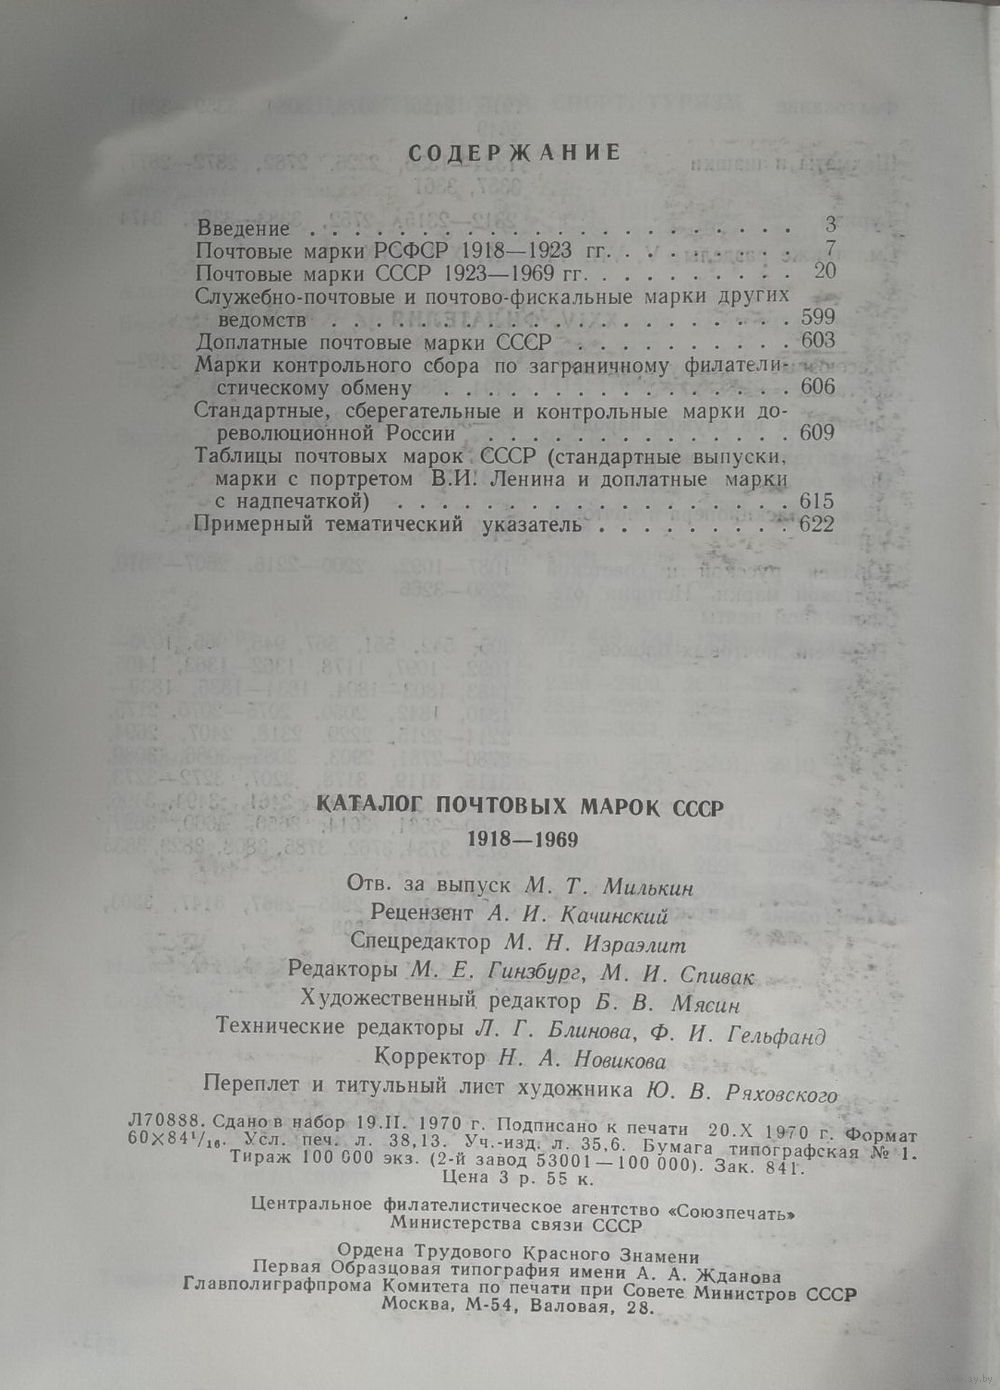 СОДЕРЖАНИЕ
Введение . . . . . . . . . . . . . . . . . . . . . . 3
Почтовые марки РСФСР 1918—1923 гг. . . . . . . . . . 7
Почтовые марки СССР 1923—1969 гг. . . . . . . . . . . 20
Служебно-почтовые и почтово-фискальные марки других
ведомств . . . . . . . . . . . . . . . . . . . . . 599
Доплатные почтовые марки СССР . . . . . . . . . . 603
Марки контрольного сбора по заграничному филатели-
стическому обмену . . . . . . . . . . . . . . . . 606
Стандартные, сберегательные и контрольные марки до-
революционной России . . . . . . . . . . . . . . 609
Таблицы почтовых марок СССР (стандартные выпуски,
марки с портретом В.И. Ленина и доплатные марки
с надпечаткой) . . . . . . . . . . . . . . . . . . 615
Примерный тематический указатель . . . . . . . . . 622
КАТАЛОГ ПОЧТОВЫХ МАРОК СССР
1918—1969
Отв. за выпуск М. Т. Милькин
Рецензент А. И. Качинский
Спецредактор М. Н. Израэлит
Редакторы М. Е. Гинзбург, М. И. Спивак
Художественный редактор Б. В. Мясин
Технические редакторы Л. Г. Блинова, Ф. И. Гельфанд
Корректор Н. А. Новикова
Переплет и титульный лист художника Ю. В. Ряховского
Л70888. Сдано в набор 19.II. 1970 г. Подписано к печати 20.X 1970 г. Формат
60×84¹/₁₆. Усл. печ. л. 38,13. Уч.-изд. л. 35,6. Бумага типографская № 1.
Тираж 100 000 экз. (2-й завод 53001—100 000). Зак. 841.
Цена 3 р. 55 к.
Центральное филателистическое агентство «Союзпечать»
Министерства связи СССР
Ордена Трудового Красного Знамени
Первая Образцовая типография имени А. А. Жданова
Главполиграфпрома Комитета по печати при Совете Министров СССР
Москва, М-54, Валовая, 28.